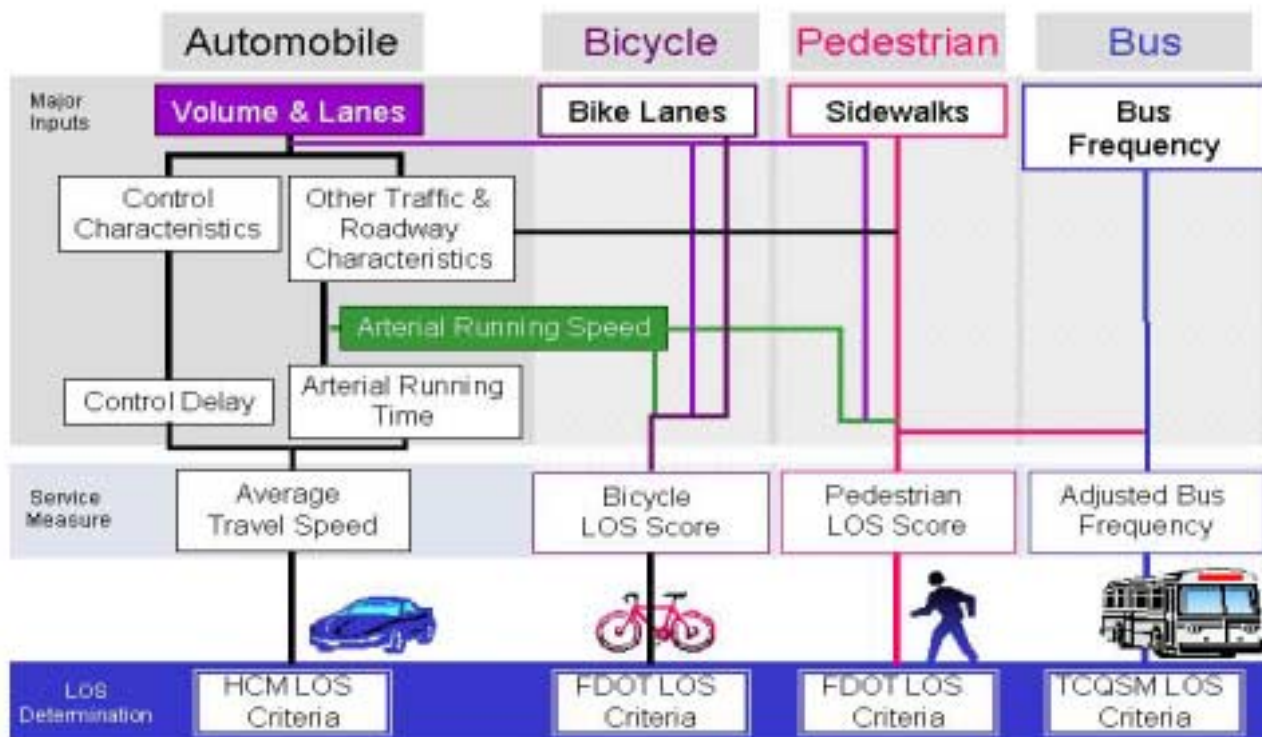 Automobile
Bicycle
Pedestrian
Bus
Major
Inputs
Volume & Lanes
Bike Lanes
Sidewalks
Bus
Frequency
Control
Characteristics
Other Traffic &
Roadway
Characteristics
Arterial Running Speed
Control Delay
Arterial Running
Time
Service
Measure
Average
Travel Speed
Bicycle
LOS Score
Pedestrian
LOS Score
Adjusted Bus
Frequency
LOS
Determination
HCM LOS
Criteria
FDOT LOS
Criteria
FDOT LOS
Criteria
TCQSM LOS
Criteria